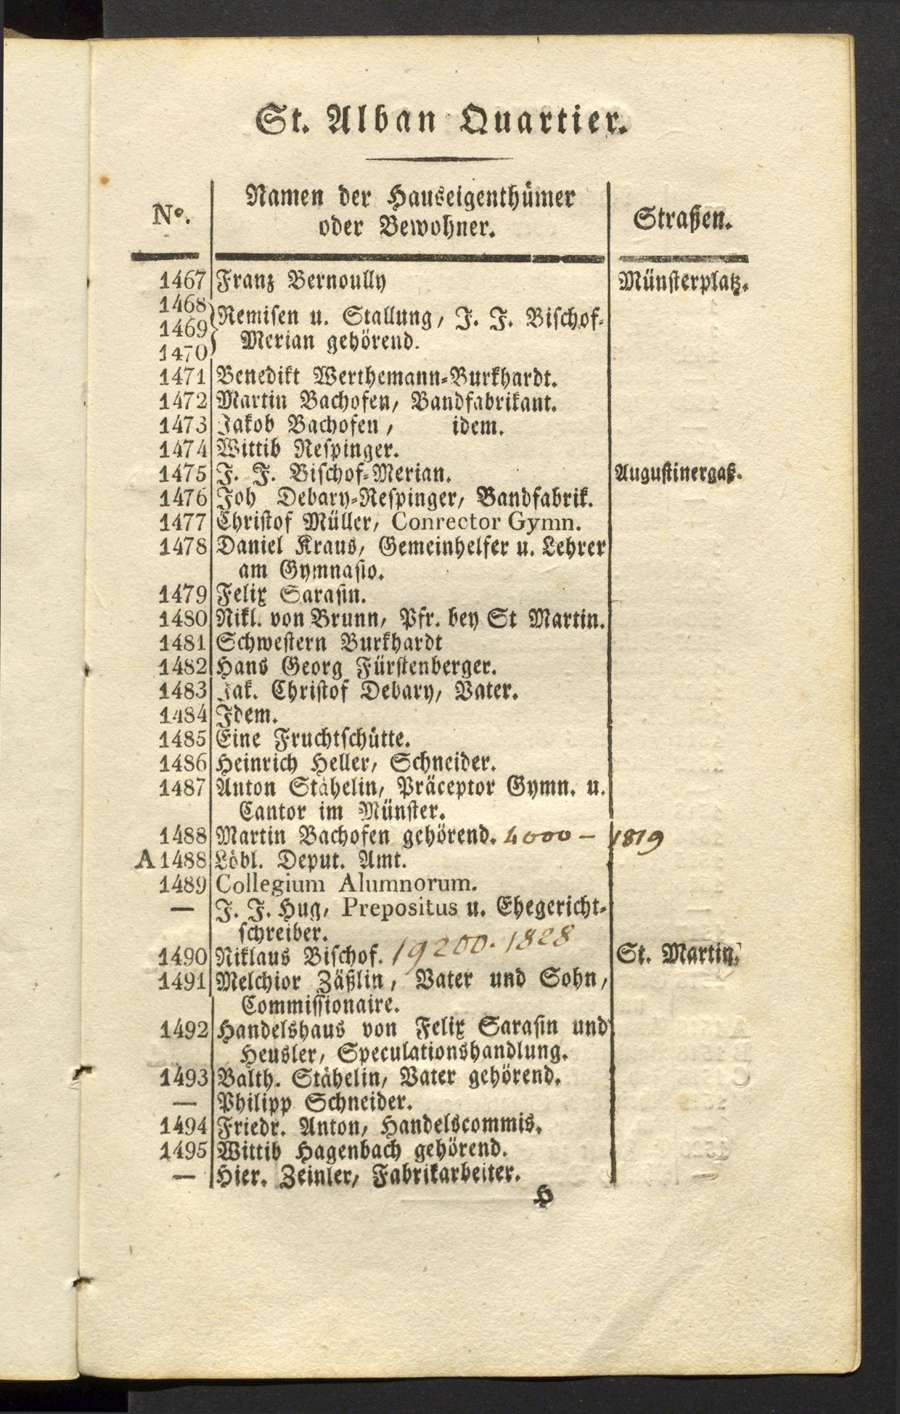 St. Alban Quartier.
No.
Namen der Hauseigenthümer
oder Bewohner.
Straßen.
1467 Franz Bernoully Münsterplatz.
1468
1469 Remisen u. Stallung, J. J. Bischof-
1470 Merian gehörend.
1471 Benedikt Werthemann-Burkhardt.
1472 Martin Bachofen, Bandfabrikant.
1473 Jakob Bachofen, idem.
1474 Wittib Respinger.
1475 J. J. Bischof-Merian. Augustinergaß.
1476 Joh Debary-Respinger, Bandfabrik.
1477 Christof Müller, Conrector Gymn.
1478 Daniel Kraus, Gemeinhelfer u. Lehrer
am Gymnasio.
1479 Felix Sarasin.
1480 Nikl. von Brunn, Pfr. bey St Martin.
1481 Schwestern Burkhardt
1482 Hans Georg Fürstenberger.
1483 Jak. Christof Debary, Vater.
1484 Idem.
1485 Eine Fruchtschütte.
1486 Heinrich Heller, Schneider.
1487 Anton Stähelin, Präceptor Gymn. u.
Cantor im Münster.
1488 Martin Bachofen gehörend. 4000 – 1819
A 1488 Löbl. Deput. Amt.
1489 Collegium Alumnorum.
— J. J. Hug, Prepositus u. Ehegericht-
schreiber.
1490 Niklaus Bischof. 19200. 1828 St. Martin.
1491 Melchior Zäßlin, Vater und Sohn,
Commissionaire.
1492 Handelshaus von Felix Sarasin und
Heusler, Speculationshandlung.
1493 Balth. Stähelin, Vater gehörend.
— Philipp Schneider.
1494 Friedr. Anton, Handelscommis.
1495 Wittib Hagenbach gehörend.
— Hier. Zeinler, Fabrikarbeiter.
H